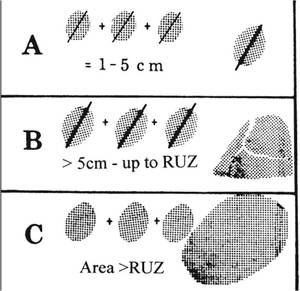 A + +
= 1-5 cm
B + +
> 5cm - up to RUZ
C + +
Area >RUZ